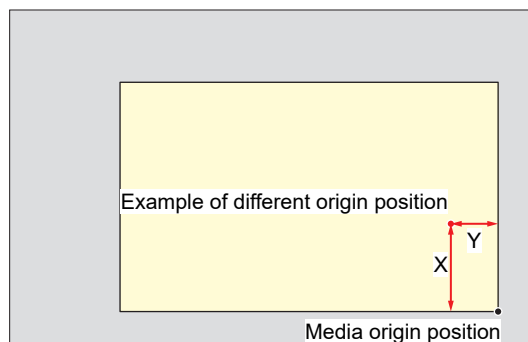 Example of different origin position
Y
X
Media origin position